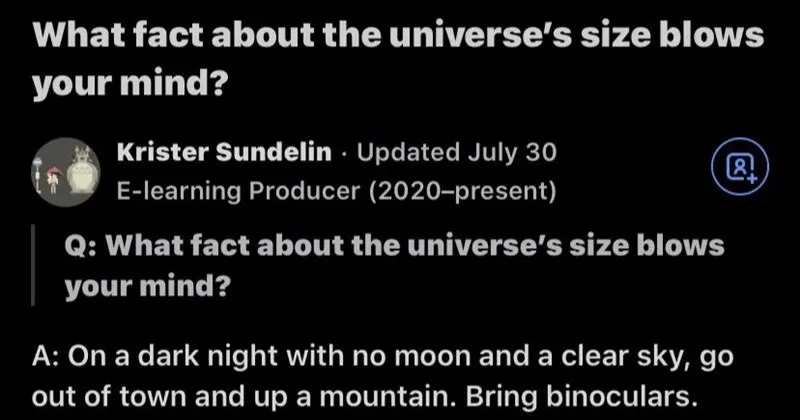 What fact about the universe’s size blows
your mind?
Krister Sundelin · Updated July 30
E-learning Producer (2020–present)
Q: What fact about the universe’s size blows
your mind?
A: On a dark night with no moon and a clear sky, go
out of town and up a mountain. Bring binoculars.